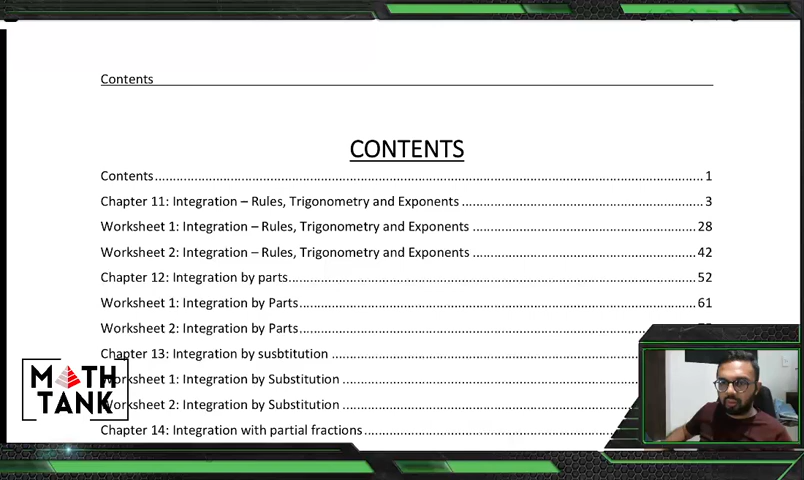 Contents
CONTENTS
Contents 1
Chapter 11: Integration – Rules, Trigonometry and Exponents 3
Worksheet 1: Integration – Rules, Trigonometry and Exponents 28
Worksheet 2: Integration – Rules, Trigonometry and Exponents 42
Chapter 12: Integration by parts 52
Worksheet 1: Integration by Parts 61
Worksheet 2: Integration by Parts
Chapter 13: Integration by susbtitution
Worksheet 1: Integration by Substitution
Worksheet 2: Integration by Substitution
Chapter 14: Integration with partial fractions
MATH
TANK